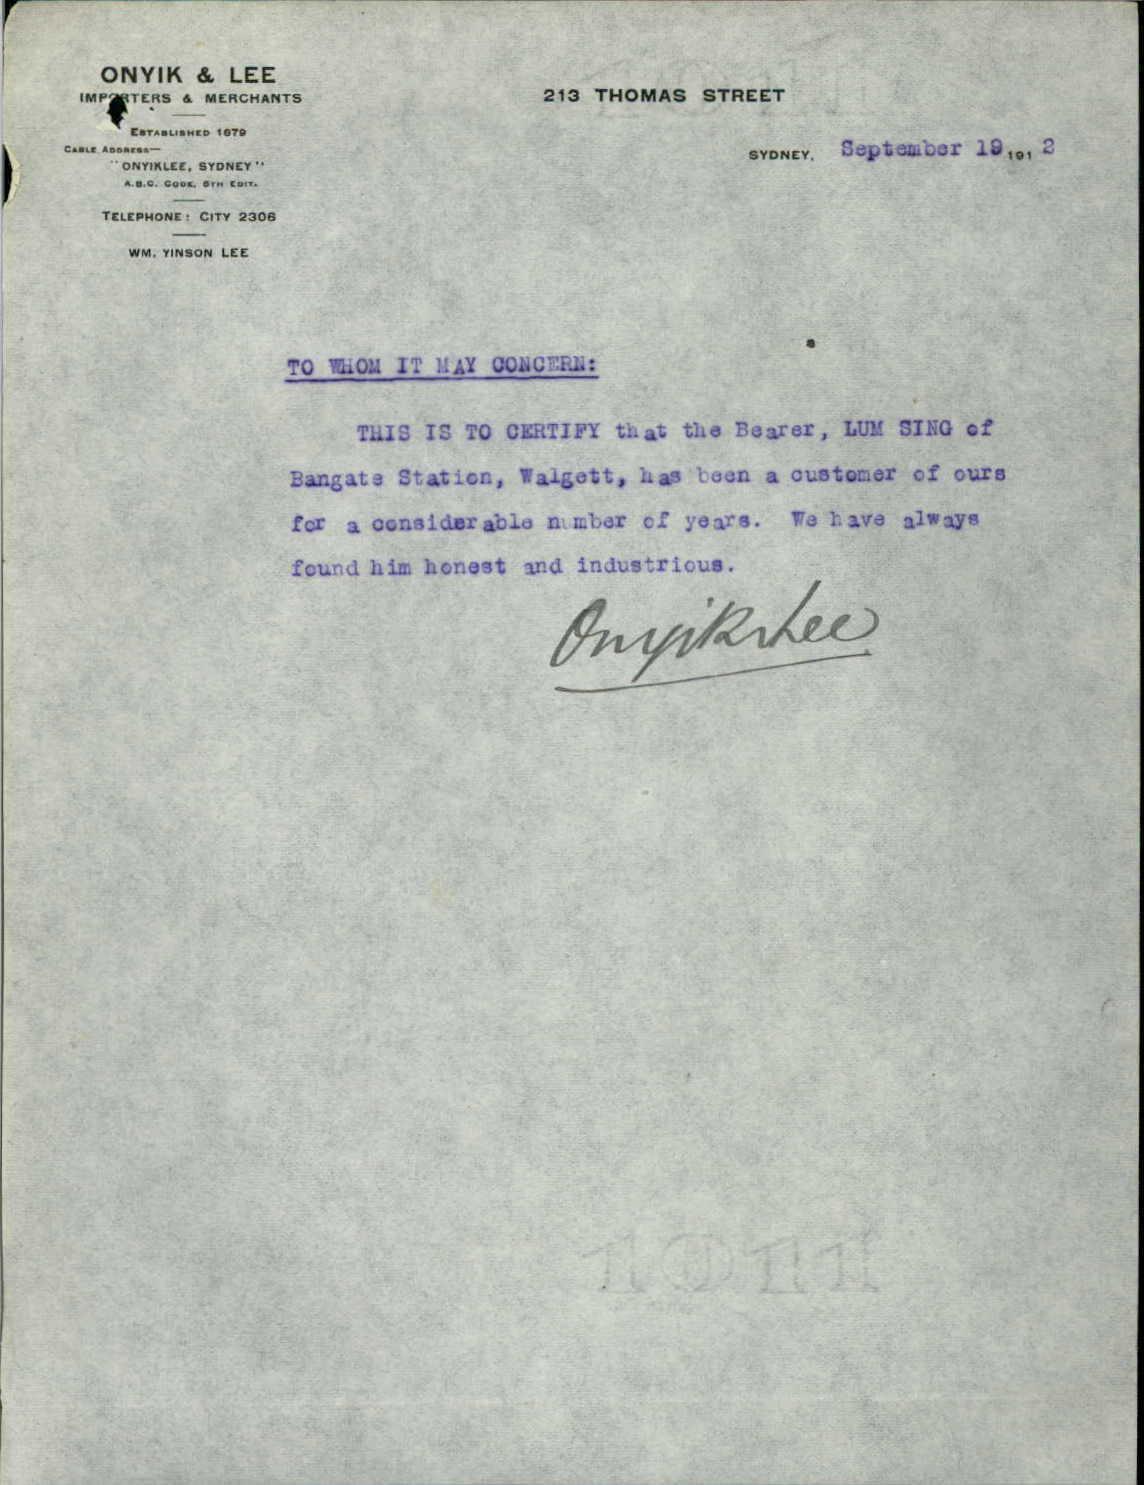 ONYIK & LEE
IMPORTERS & MERCHANTS
ESTABLISHED 1879
CABLE ADDRESS—
"ONYIKLEE, SYDNEY"
A.B.C. CODE, 5TH EDIT.
TELEPHONE: CITY 2306
WM. YINSON LEE
213 THOMAS STREET
SYDNEY, September 19 1912
TO WHOM IT MAY CONCERN:
THIS IS TO CERTIFY that the Bearer, LUM SING of
Bangate Station, Walgett, has been a customer of ours
for a considerable number of years. We have always
found him honest and industrious.
Onyik & Lee